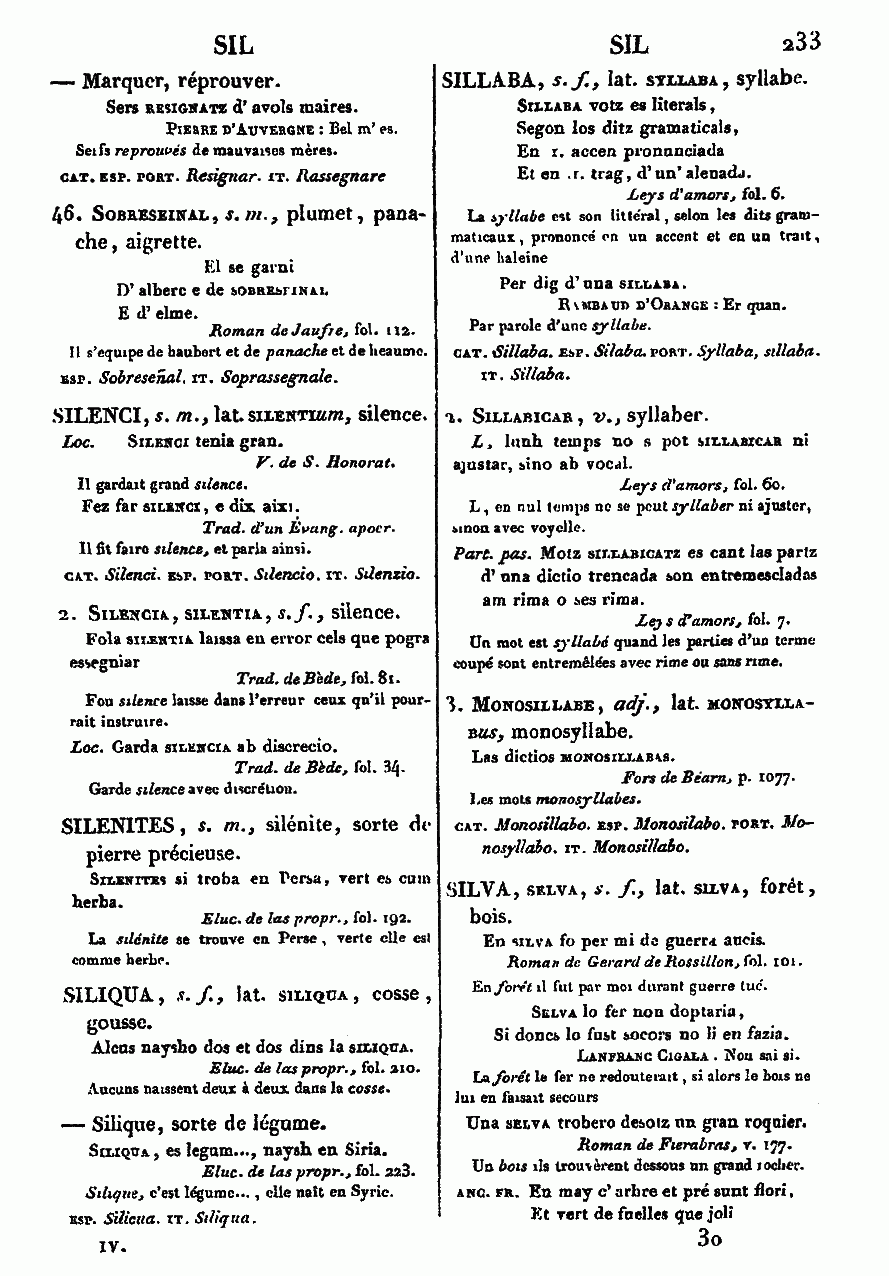 SIL
SIL 233
— Marquer, réprouver.
Sers RESIGNATZ d' avols maires.
PIERRE D'AUVERGNE : Bel m' es.
Seifs reprouvés de mauvaises mères.
CAT. ESP. PORT. Resignar. IT. Rassegnare
46. SOBRESEINAL, s. m., plumet, pana-
che, aigrette.
El se garni
D' alberc e de SOBRESEINAL
E d' elme.
Roman de Jaufre, fol. 112.
Il s'equipe de haubert et de panache et de heaume.
ESP. Sobreseñal. IT. Soprassegnale.
SILENCI, s. m., lat. SILENTIum, silence.
Loc. SILENCI tenia gran.
V. de S. Honorat.
Il gardait grand silence.
Fez far SILENCI, e dix aixi.
Trad. d'un Évang. apocr.
Il fit faire silence, et parla ainsi.
CAT. Silenci. ESP. PORT. Silencio. IT. Silenzio.
2. SILENCIA, SILENTIA, s. f., silence.
Fola SILENTIA laissa en error cels que pogra
essegniar
Trad. de Bède, fol. 81.
Fou silence laisse dans l'erreur ceux qu'il pour-
rait instruire.
Loc. Garda SILENCIA ab discrecio.
Trad. de Bède, fol. 34.
Garde silence avec discrétion.
SILENITES, s. m., silénite, sorte de
pierre précieuse.
SILENITES si troba en Persa, vert es cum
herba.
Eluc. de las propr., fol. 192.
La silénite se trouve en Perse, verte elle est
comme herbe.
SILIQUA, s. f., lat. SILIQUA, cosse,
gousse.
Alcus naysho dos et dos dins la SILIQUA.
Eluc. de las propr., fol. 210.
Aucuns naissent deux à deux dans la cosse.
— Silique, sorte de légume.
SILIQUA, es legum..., naysh en Siria.
Eluc. de las propr., fol. 223.
Silique, c'est légume..., elle naît en Syrie.
ESP. Silicua. IT. Siliqua.
IV.
SILLABA, s. f., lat. SYLLABA, syllabe.
SILLABA votz es literals,
Segon los ditz gramaticals,
En I. accen pronunciada
Et en .I. trag, d' un' alenada.
Leys d'amors, fol. 6.
La syllabe est son littéral, selon les dits gram-
maticaux, prononcé en un accent et en un trait,
d'une haleine
Per dig d' una SILLABA.
RAMBAUD D'ORANGE : Er quan.
Par parole d'une syllabe.
CAT. Sillaba. ESP. Silaba. PORT. Syllaba, sillaba.
IT. Sillaba.
2. SILLABICAR, v., syllaber.
L, lunh temps no s pot SILLABICAR ni
ajustar, sino ab vocal.
Leys d'amors, fol. 60.
L, en nul temps ne se peut syllaber ni ajuster,
sinon avec voyelle.
Part. pas. Motz SILLABICATZ es cant las partz
d' una dictio trencada son entremescladas
am rima o ses rima.
Leys d'amors, fol. 7.
Un mot est syllabé quand les parties d'un terme
coupé sont entremêlées avec rime ou sans rime.
3. MONOSILLABE, adj., lat. MONOSYLLA-
BUS, monosyllabe.
Las dictios MONOSILLABAS.
Fors de Béarn, p. 1077.
Les mots monosyllabes.
CAT. Monosillabo. ESP. Monosilabo. PORT. Mo-
nosyllabo. IT. Monosillabo.
SILVA, SELVA, s. f., lat. SILVA, forêt,
bois.
En SILVA fo per mi de guerra aucis.
Roman de Gerard de Rossillon, fol. 101.
En forêt il fut par moi durant guerre tué.
SELVA lo fer non doptaria,
Si doncs lo fust socors no li en fazia.
LANFRANC CIGALA. Non sai si.
La forêt le fer ne redouterait, si alors le bois ne
lui en faisait secours
Una SELVA trobero desotz un gran roquier.
Roman de Fierabras, v. 177.
Un bois ils trouvèrent dessous un grand rocher.
ANC. FR. En may c' arbre et pré sunt flori,
Et vert de fuelles que joli
30